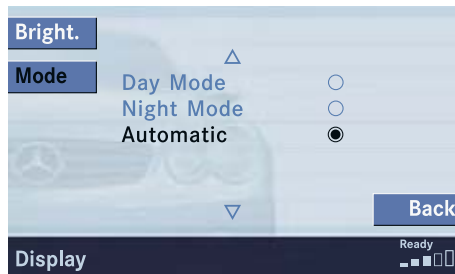 Bright.
Mode
Day Mode
Night Mode
Automatic
Back
Display
Ready